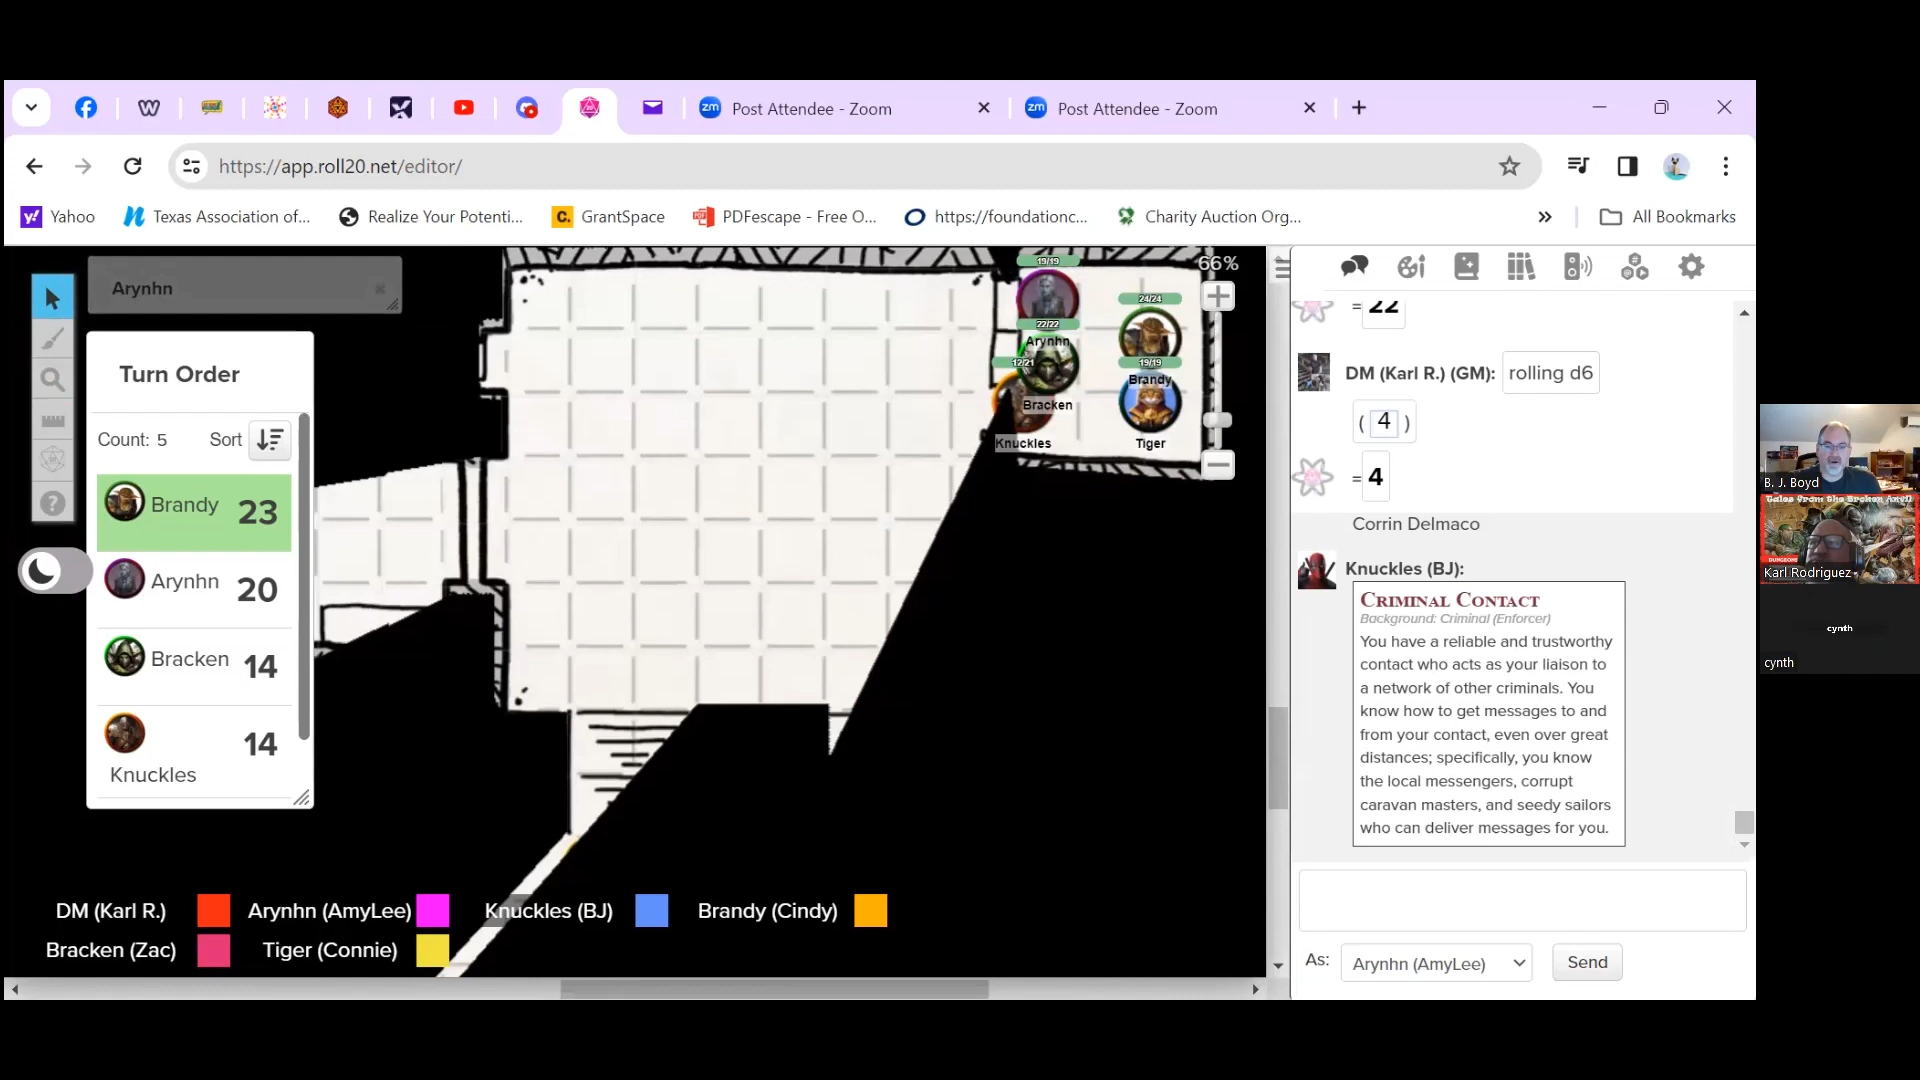 Post Attendee - Zoom
Post Attendee - Zoom
https://app.roll20.net/editor/
Yahoo
Texas Association of...
Realize Your Potenti...
GrantSpace
PDFescape - Free O...
https://foundationc...
Charity Auction Org...
All Bookmarks
Arynhn
Turn Order
Count: 5
Sort
Brandy 23
Arynhn 20
Bracken 14
Knuckles 14
66%
19/19
Arynhn
22/22
Bracken
12/21
Knuckles
24/24
Brandy
19/19
Tiger
DM (Karl R.)
Arynhn (AmyLee)
Knuckles (BJ)
Brandy (Cindy)
Bracken (Zac)
Tiger (Connie)
= 22
DM (Karl R.) (GM): rolling d6
( 4 )
= 4
Corrin Delmaco
Knuckles (BJ):
Criminal Contact
Background: Criminal (Enforcer)
You have a reliable and trustworthy
contact who acts as your liaison to
a network of other criminals. You
know how to get messages to and
from your contact, even over great
distances; specifically, you know
the local messengers, corrupt
caravan masters, and seedy sailors
who can deliver messages for you.
As:
Arynhn (AmyLee)
Send
B. J. Boyd
Tales from the Broken Anvil
Karl Rodriguez
cynth
cynth